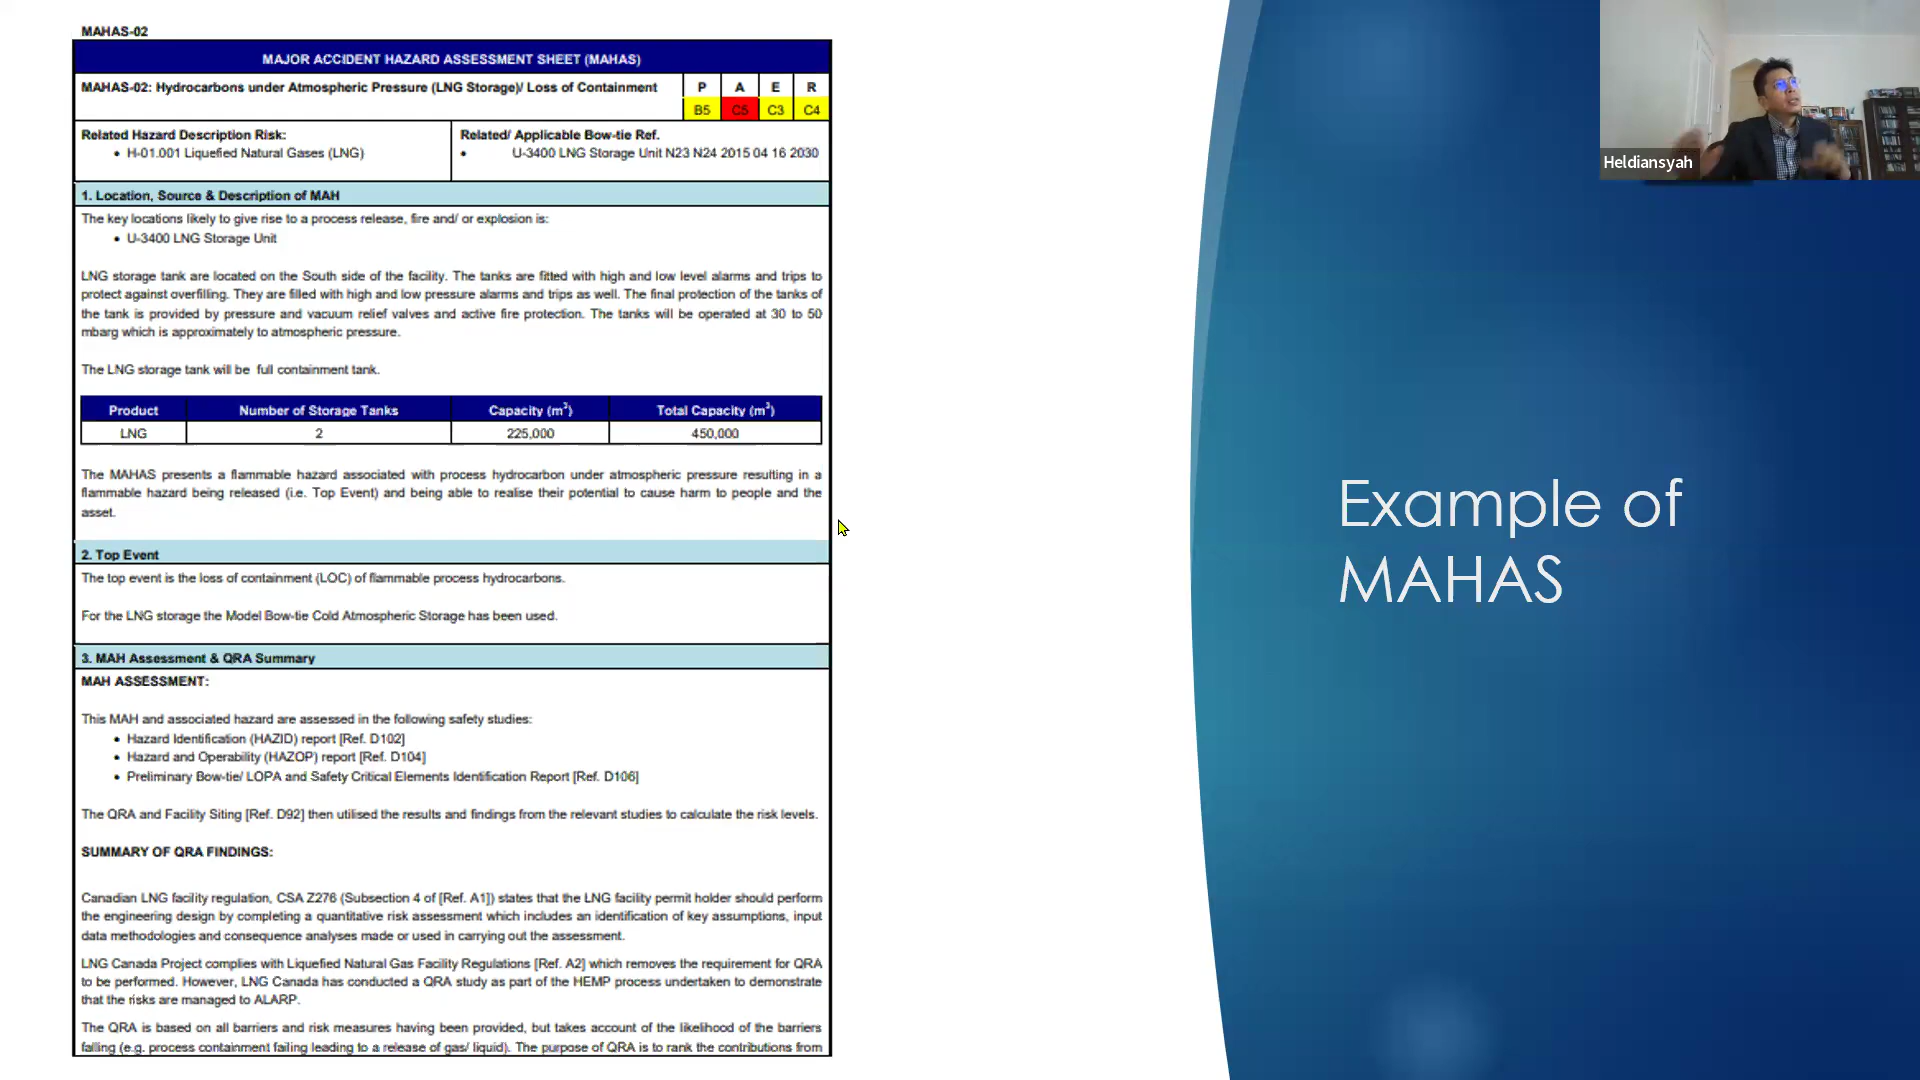 MAHAS-02
MAJOR ACCIDENT HAZARD ASSESSMENT SHEET (MAHAS)
MAHAS-02: Hydrocarbons under Atmospheric Pressure (LNG Storage)/ Loss of Containment
P A E R
B5 C5 C3 C4
Related Hazard Description Risk:
• H-01.001 Liquefied Natural Gases (LNG)
Related/ Applicable Bow-tie Ref.
• U-3400 LNG Storage Unit N23 N24 2015 04 16 2030
1. Location, Source & Description of MAH
The key locations likely to give rise to a process release, fire and/ or explosion is:
• U-3400 LNG Storage Unit
LNG storage tank are located on the South side of the facility. The tanks are fitted with high and low level alarms and trips to
protect against overfilling. They are filled with high and low pressure alarms and trips as well. The final protection of the tanks of
the tank is provided by pressure and vacuum relief valves and active fire protection. The tanks will be operated at 30 to 50
mbarg which is approximately to atmospheric pressure.
The LNG storage tank will be full containment tank.
Product Number of Storage Tanks Capacity (m³) Total Capacity (m³)
LNG 2 225,000 450,000
The MAHAS presents a flammable hazard associated with process hydrocarbon under atmospheric pressure resulting in a
flammable hazard being released (i.e. Top Event) and being able to realise their potential to cause harm to people and the
asset.
2. Top Event
The top event is the loss of containment (LOC) of flammable process hydrocarbons.
For the LNG storage the Model Bow-tie Cold Atmospheric Storage has been used.
3. MAH Assessment & QRA Summary
MAH ASSESSMENT:
This MAH and associated hazard are assessed in the following safety studies:
• Hazard Identification (HAZID) report [Ref. D102]
• Hazard and Operability (HAZOP) report [Ref. D104]
• Preliminary Bow-tie/ LOPA and Safety Critical Elements Identification Report [Ref. D106]
The QRA and Facility Siting [Ref. D92] then utilised the results and findings from the relevant studies to calculate the risk levels.
SUMMARY OF QRA FINDINGS:
Canadian LNG facility regulation, CSA Z276 (Subsection 4 of [Ref. A1]) states that the LNG facility permit holder should perform
the engineering design by completing a quantitative risk assessment which includes an identification of key assumptions, input
data methodologies and consequence analyses made or used in carrying out the assessment.
LNG Canada Project complies with Liquefied Natural Gas Facility Regulations [Ref. A2] which removes the requirement for QRA
to be performed. However, LNG Canada has conducted a QRA study as part of the HEMP process undertaken to demonstrate
that the risks are managed to ALARP.
The QRA is based on all barriers and risk measures having been provided, but takes account of the likelihood of the barriers
failing (e.g. process containment failing leading to a release of gas/ liquid). The purpose of QRA is to rank the contributions from
Example of
MAHAS
Heldiansyah